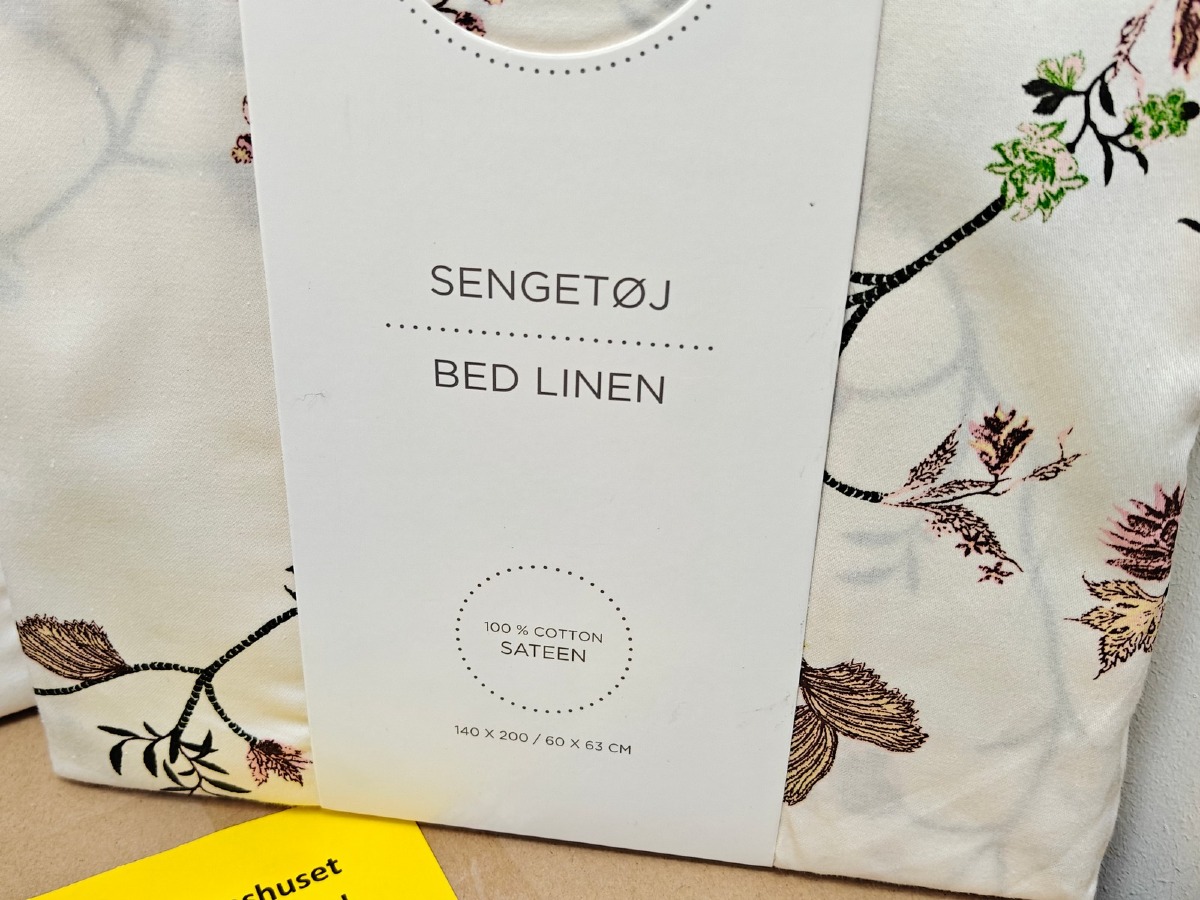 SENGETØJ
BED LINEN
100 % COTTON
SATEEN
140 X 200 / 60 X 63 CM